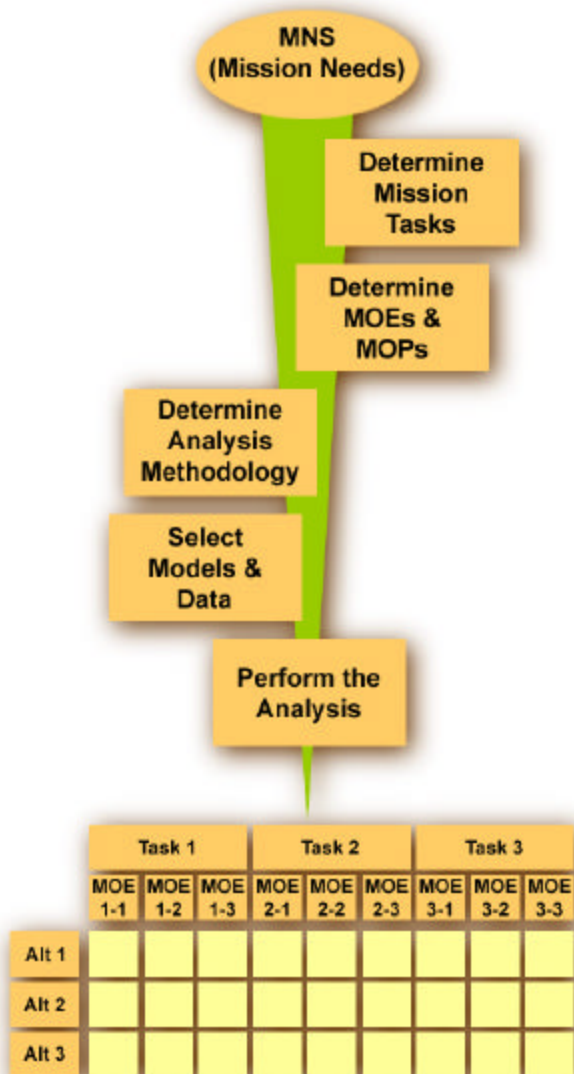 MNS
(Mission Needs)
Determine
Mission
Tasks
Determine
MOEs &
MOPs
Determine
Analysis
Methodology
Select
Models &
Data
Perform the
Analysis
Task 1 Task 2 Task 3
MOE MOE MOE MOE MOE MOE MOE MOE MOE
1-1 1-2 1-3 2-1 2-2 2-3 3-1 3-2 3-3
Alt 1
Alt 2
Alt 3